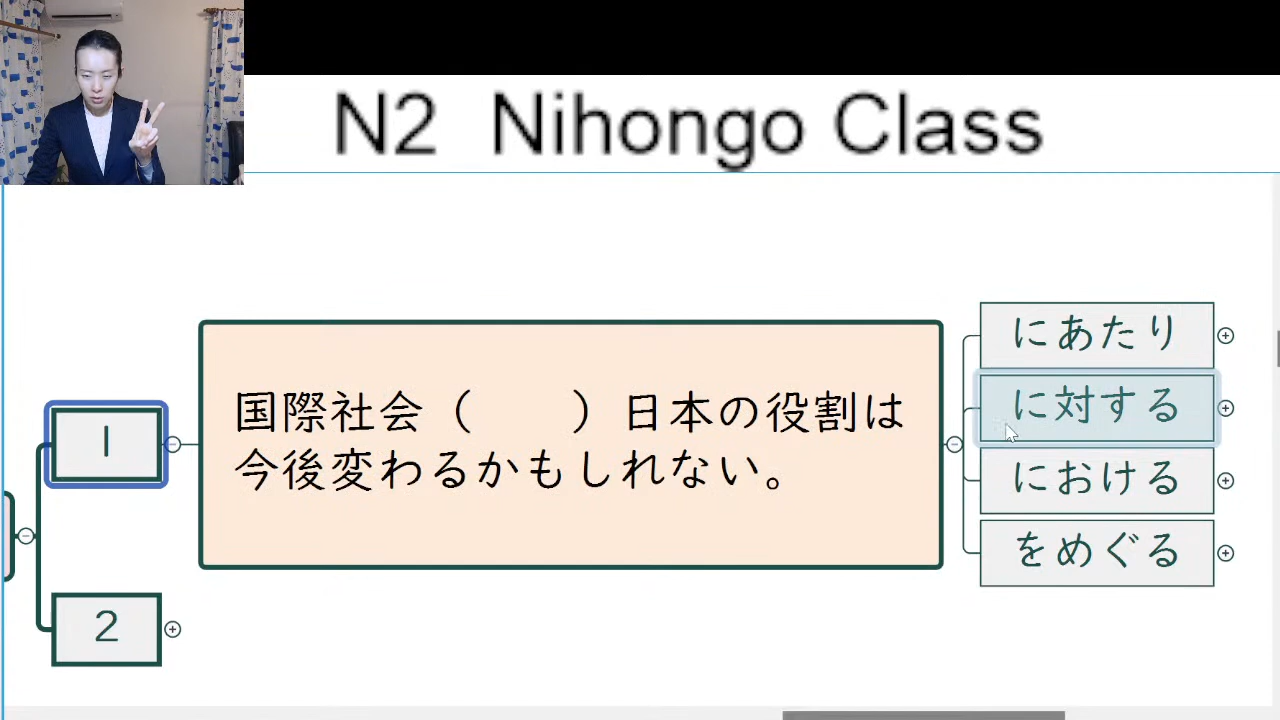 N2 Nihongo Class
1
国際社会（　　）日本の役割は
今後変わるかもしれない。
にあたり
に対する
における
をめぐる
2